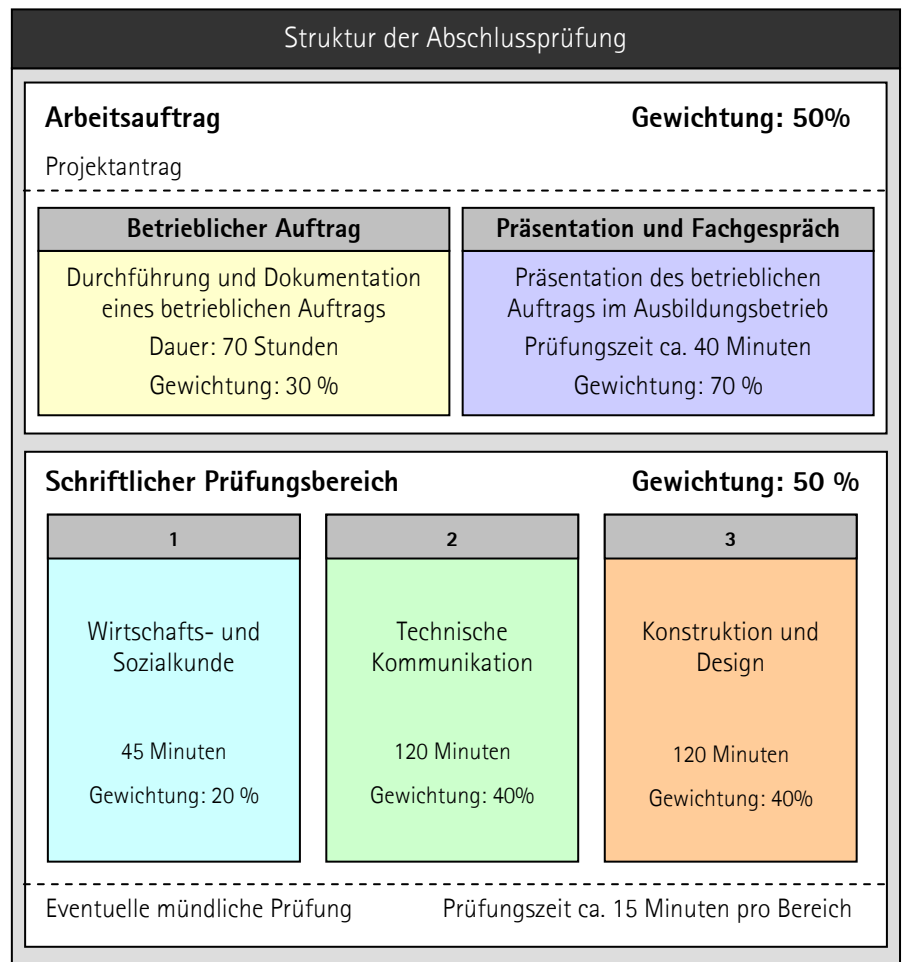 Struktur der Abschlussprüfung
Arbeitsauftrag Gewichtung: 50%
Projektantrag
Betrieblicher Auftrag
Durchführung und Dokumentation
eines betrieblichen Auftrags
Dauer: 70 Stunden
Gewichtung: 30 %
Präsentation und Fachgespräch
Präsentation des betrieblichen
Auftrags im Ausbildungsbetrieb
Prüfungszeit ca. 40 Minuten
Gewichtung: 70 %
Schriftlicher Prüfungsbereich Gewichtung: 50 %
1
Wirtschafts- und
Sozialkunde
45 Minuten
Gewichtung: 20 %
2
Technische
Kommunikation
120 Minuten
Gewichtung: 40%
3
Konstruktion und
Design
120 Minuten
Gewichtung: 40%
Eventuelle mündliche Prüfung Prüfungszeit ca. 15 Minuten pro Bereich